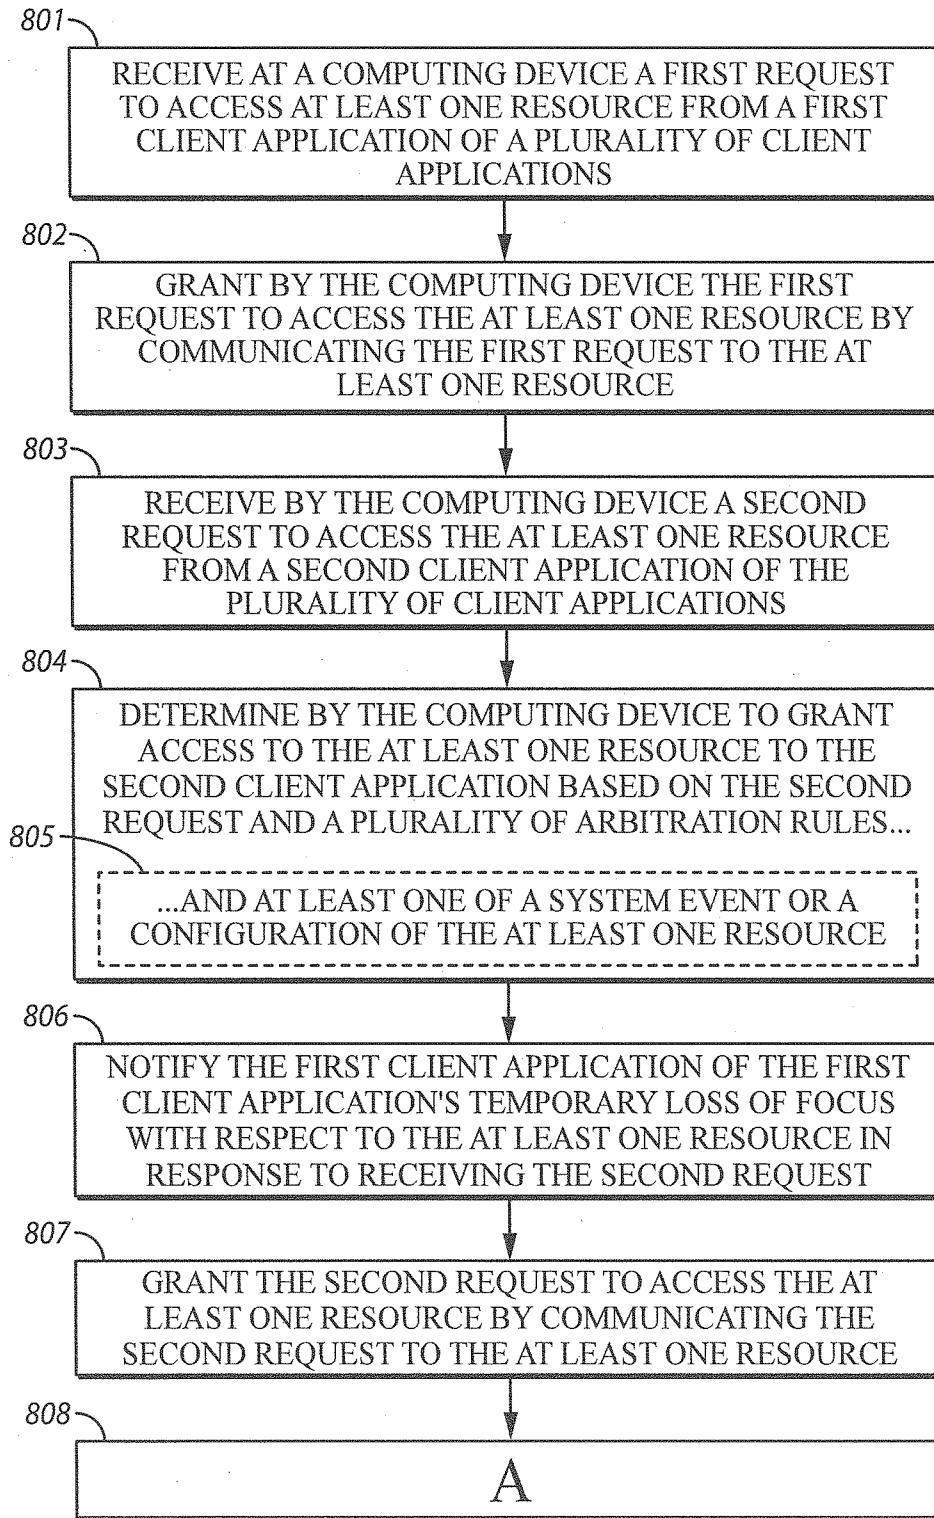 801
RECEIVE AT A COMPUTING DEVICE A FIRST REQUEST
TO ACCESS AT LEAST ONE RESOURCE FROM A FIRST
CLIENT APPLICATION OF A PLURALITY OF CLIENT
APPLICATIONS
802
GRANT BY THE COMPUTING DEVICE THE FIRST
REQUEST TO ACCESS THE AT LEAST ONE RESOURCE BY
COMMUNICATING THE FIRST REQUEST TO THE AT
LEAST ONE RESOURCE
803
RECEIVE BY THE COMPUTING DEVICE A SECOND
REQUEST TO ACCESS THE AT LEAST ONE RESOURCE
FROM A SECOND CLIENT APPLICATION OF THE
PLURALITY OF CLIENT APPLICATIONS
804
DETERMINE BY THE COMPUTING DEVICE TO GRANT
ACCESS TO THE AT LEAST ONE RESOURCE TO THE
SECOND CLIENT APPLICATION BASED ON THE SECOND
REQUEST AND A PLURALITY OF ARBITRATION RULES...
805
...AND AT LEAST ONE OF A SYSTEM EVENT OR A
CONFIGURATION OF THE AT LEAST ONE RESOURCE
806
NOTIFY THE FIRST CLIENT APPLICATION OF THE FIRST
CLIENT APPLICATION'S TEMPORARY LOSS OF FOCUS
WITH RESPECT TO THE AT LEAST ONE RESOURCE IN
RESPONSE TO RECEIVING THE SECOND REQUEST
807
GRANT THE SECOND REQUEST TO ACCESS THE AT
LEAST ONE RESOURCE BY COMMUNICATING THE
SECOND REQUEST TO THE AT LEAST ONE RESOURCE
808
A